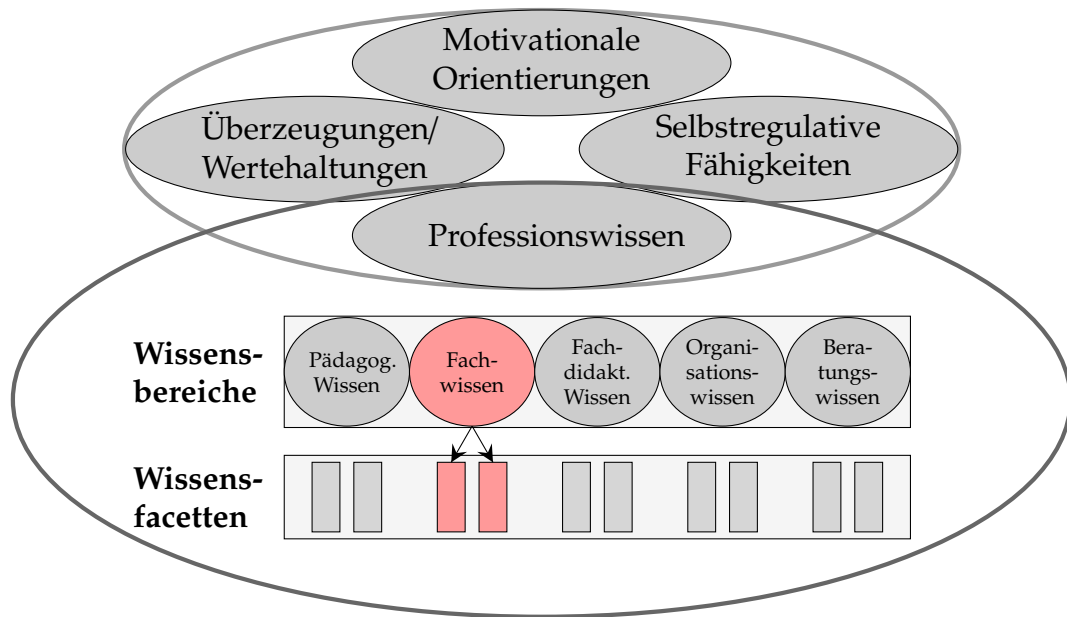 Motivationale
Orientierungen
Überzeugungen/
Wertehaltungen
Selbstregulative
Fähigkeiten
Professionswissen
Wissens-
bereiche
Pädagog.
Wissen
Fach-
wissen
Fach-
didakt.
Wissen
Organi-
sations-
wissen
Bera-
tungs-
wissen
Wissens-
facetten